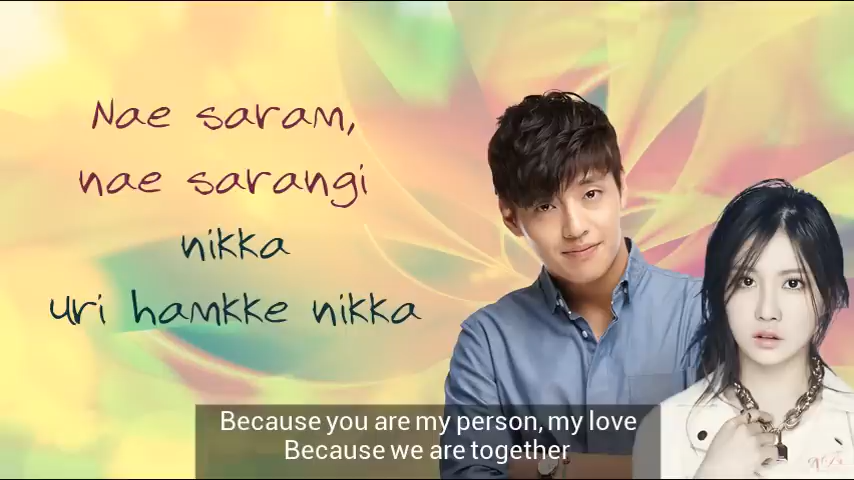 Nae saram,
nae sarangi
nikka
uri hamkke nikka
Because you are my person, my love
Because we are together